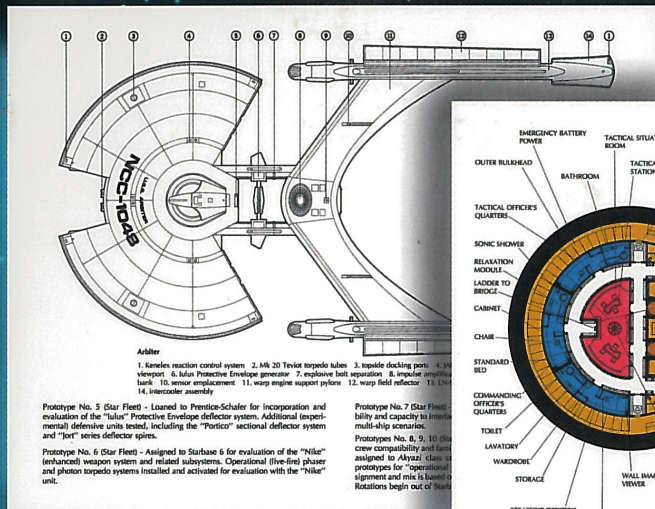 1 2 3 4 5 6 7 8 9 10 11 12 13 14 1
U.S.S. ARBITER
NCC-1048
Arbiter
1. Kenelex reaction control system 2. Mk 20 Teviot torpedo tubes 3. topside docking ports 4.
viewport 6. Iulus Protective Envelope generator 7. explosive bolt separation 8. impulse
bank 10. sensor emplacement 11. warp engine support pylons 12. warp field reflector 13.
14. intercooler assembly
Prototype No. 5 (Star Fleet) - Loaned to Prentice-Schafer for incorporation and
evaluation of the "Iulus" Protective Envelope deflector system. Additional (experi-
mental) defensive units tested, including the "Portico" sectional deflector system
and "Jort" series deflector spires.
Prototype No. 6 (Star Fleet) - Assigned to Starbase 6 for evaluation of the "Nike"
(enhanced) weapon system and related subsystems. Operational (live-fire) phaser
and photon torpedo systems installed and activated for evaluation with the "Nike"
unit.
Prototype No. 7 (Star Fleet)
bility and capacity to
multi-ship scenarios.
Prototypes No. 8, 9, 10
crew compatibility and
assigned to Akyazi class
prototypes for "operational
signment and mix is based
Rotations begin out of
EMERGENCY BATTERY
POWER
TACTICAL
ROOM
OUTER BULKHEAD
BATHROOM
TACTICAL OFFICER'S
QUARTERS
SONIC SHOWER
RELAXATION
MODULE
LADDER TO
BRIDGE
CABINET
CHAIR
STANDARD
BED
COMMANDING
OFFICER'S
QUARTERS
TOILET
LAVATORY
WARDROBE
STORAGE
WALL
VIEWER